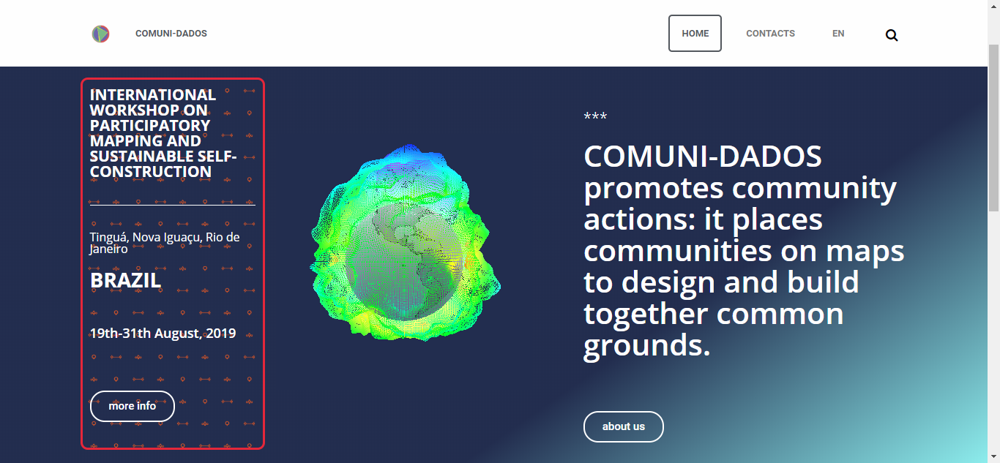 COMUNI-DADOS
HOME
CONTACTS
EN
INTERNATIONAL
WORKSHOP ON
PARTICIPATORY
MAPPING AND
SUSTAINABLE SELF-
CONSTRUCTION
Tinguá, Nova Iguaçu, Rio de
Janeiro
BRAZIL
19th-31th August, 2019
more info
***
COMUNI-DADOS
promotes community
actions: it places
communities on maps
to design and build
together common
grounds.
about us